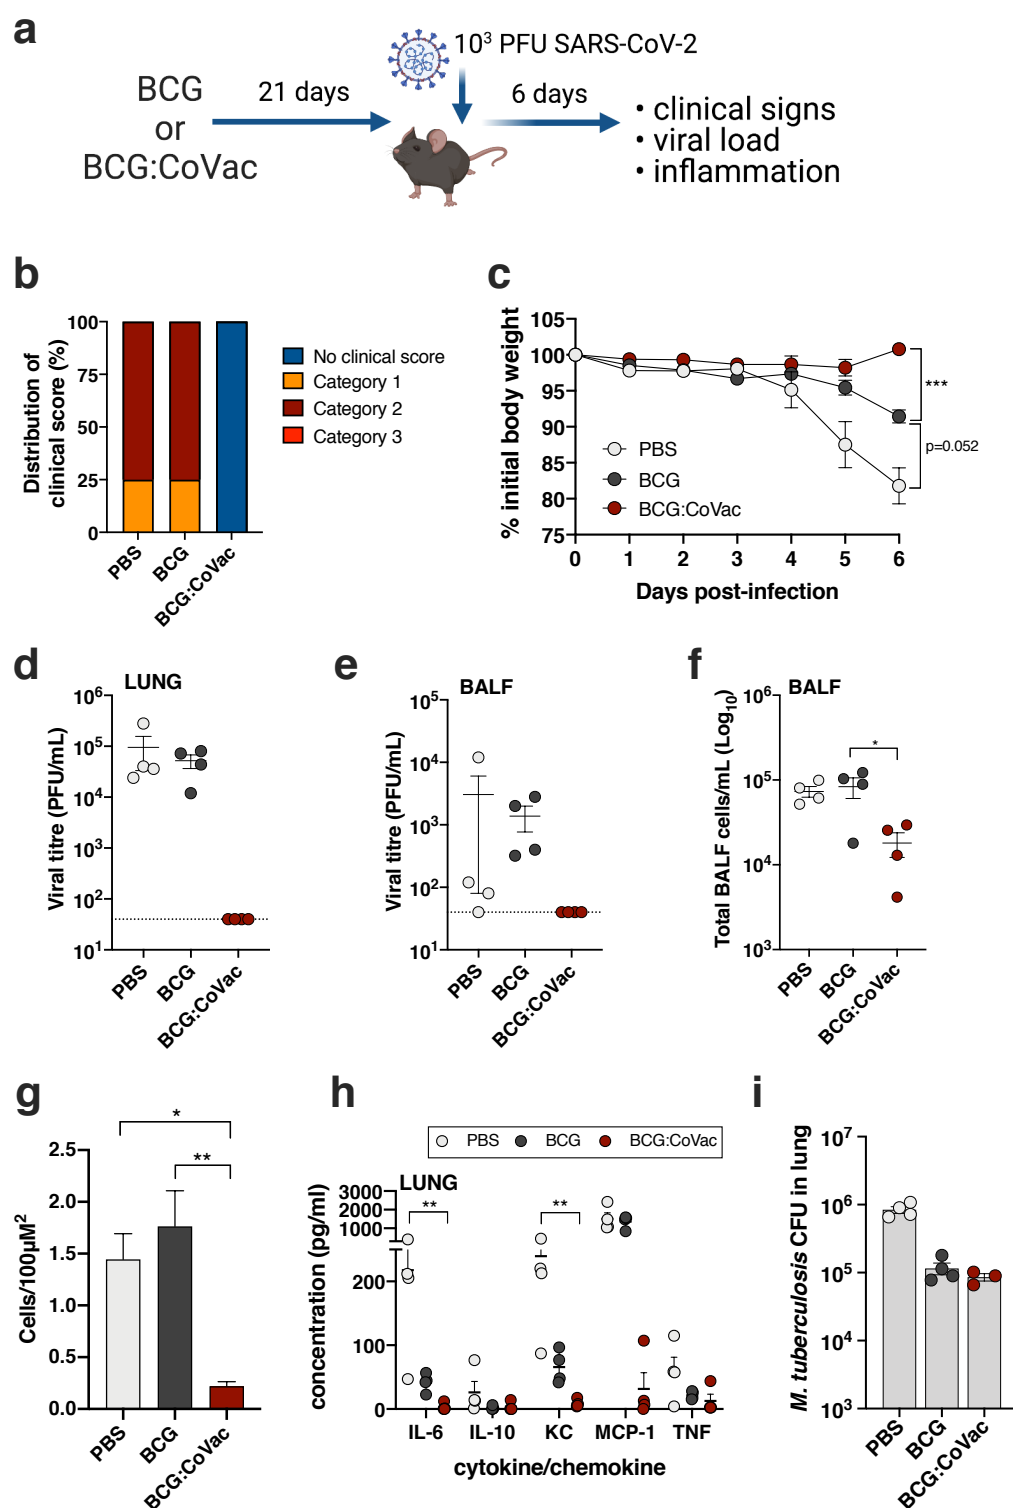 a
10³ PFU SARS-CoV-2
BCG
or
BCG:CoVac
21 days
6 days
• clinical signs
• viral load
• inflammation
b
Distribution of
clinical score (%)
100
75
50
25
0
PBS
BCG
BCG:CoVac
No clinical score
Category 1
Category 2
Category 3
c
% initial body weight
105
100
95
90
85
80
75
PBS
BCG
BCG:CoVac
***
p=0.052
0 1 2 3 4 5 6
Days post-infection
d
LUNG
Viral titre (PFU/mL)
10⁶
10⁵
10⁴
10³
10²
10¹
PBS
BCG
BCG:CoVac
e
BALF
Viral titre (PFU/mL)
10⁵
10⁴
10³
10²
10¹
PBS
BCG
BCG:CoVac
f
BALF
Total BALF cells/mL (Log₁₀)
10⁶
10⁵
10⁴
10³
*
PBS
BCG
BCG:CoVac
g
Cells/100µM²
2.5
2.0
1.5
1.0
0.5
0.0
*
**
PBS
BCG
BCG:CoVac
h
PBS BCG BCG:CoVac
LUNG
concentration (pg/ml)
3000
2000
1000
200
100
0
**
**
IL-6 IL-10 KC MCP-1 TNF
cytokine/chemokine
i
M. tuberculosis CFU in lung
10⁷
10⁶
10⁵
10⁴
10³
PBS
BCG
BCG:CoVac